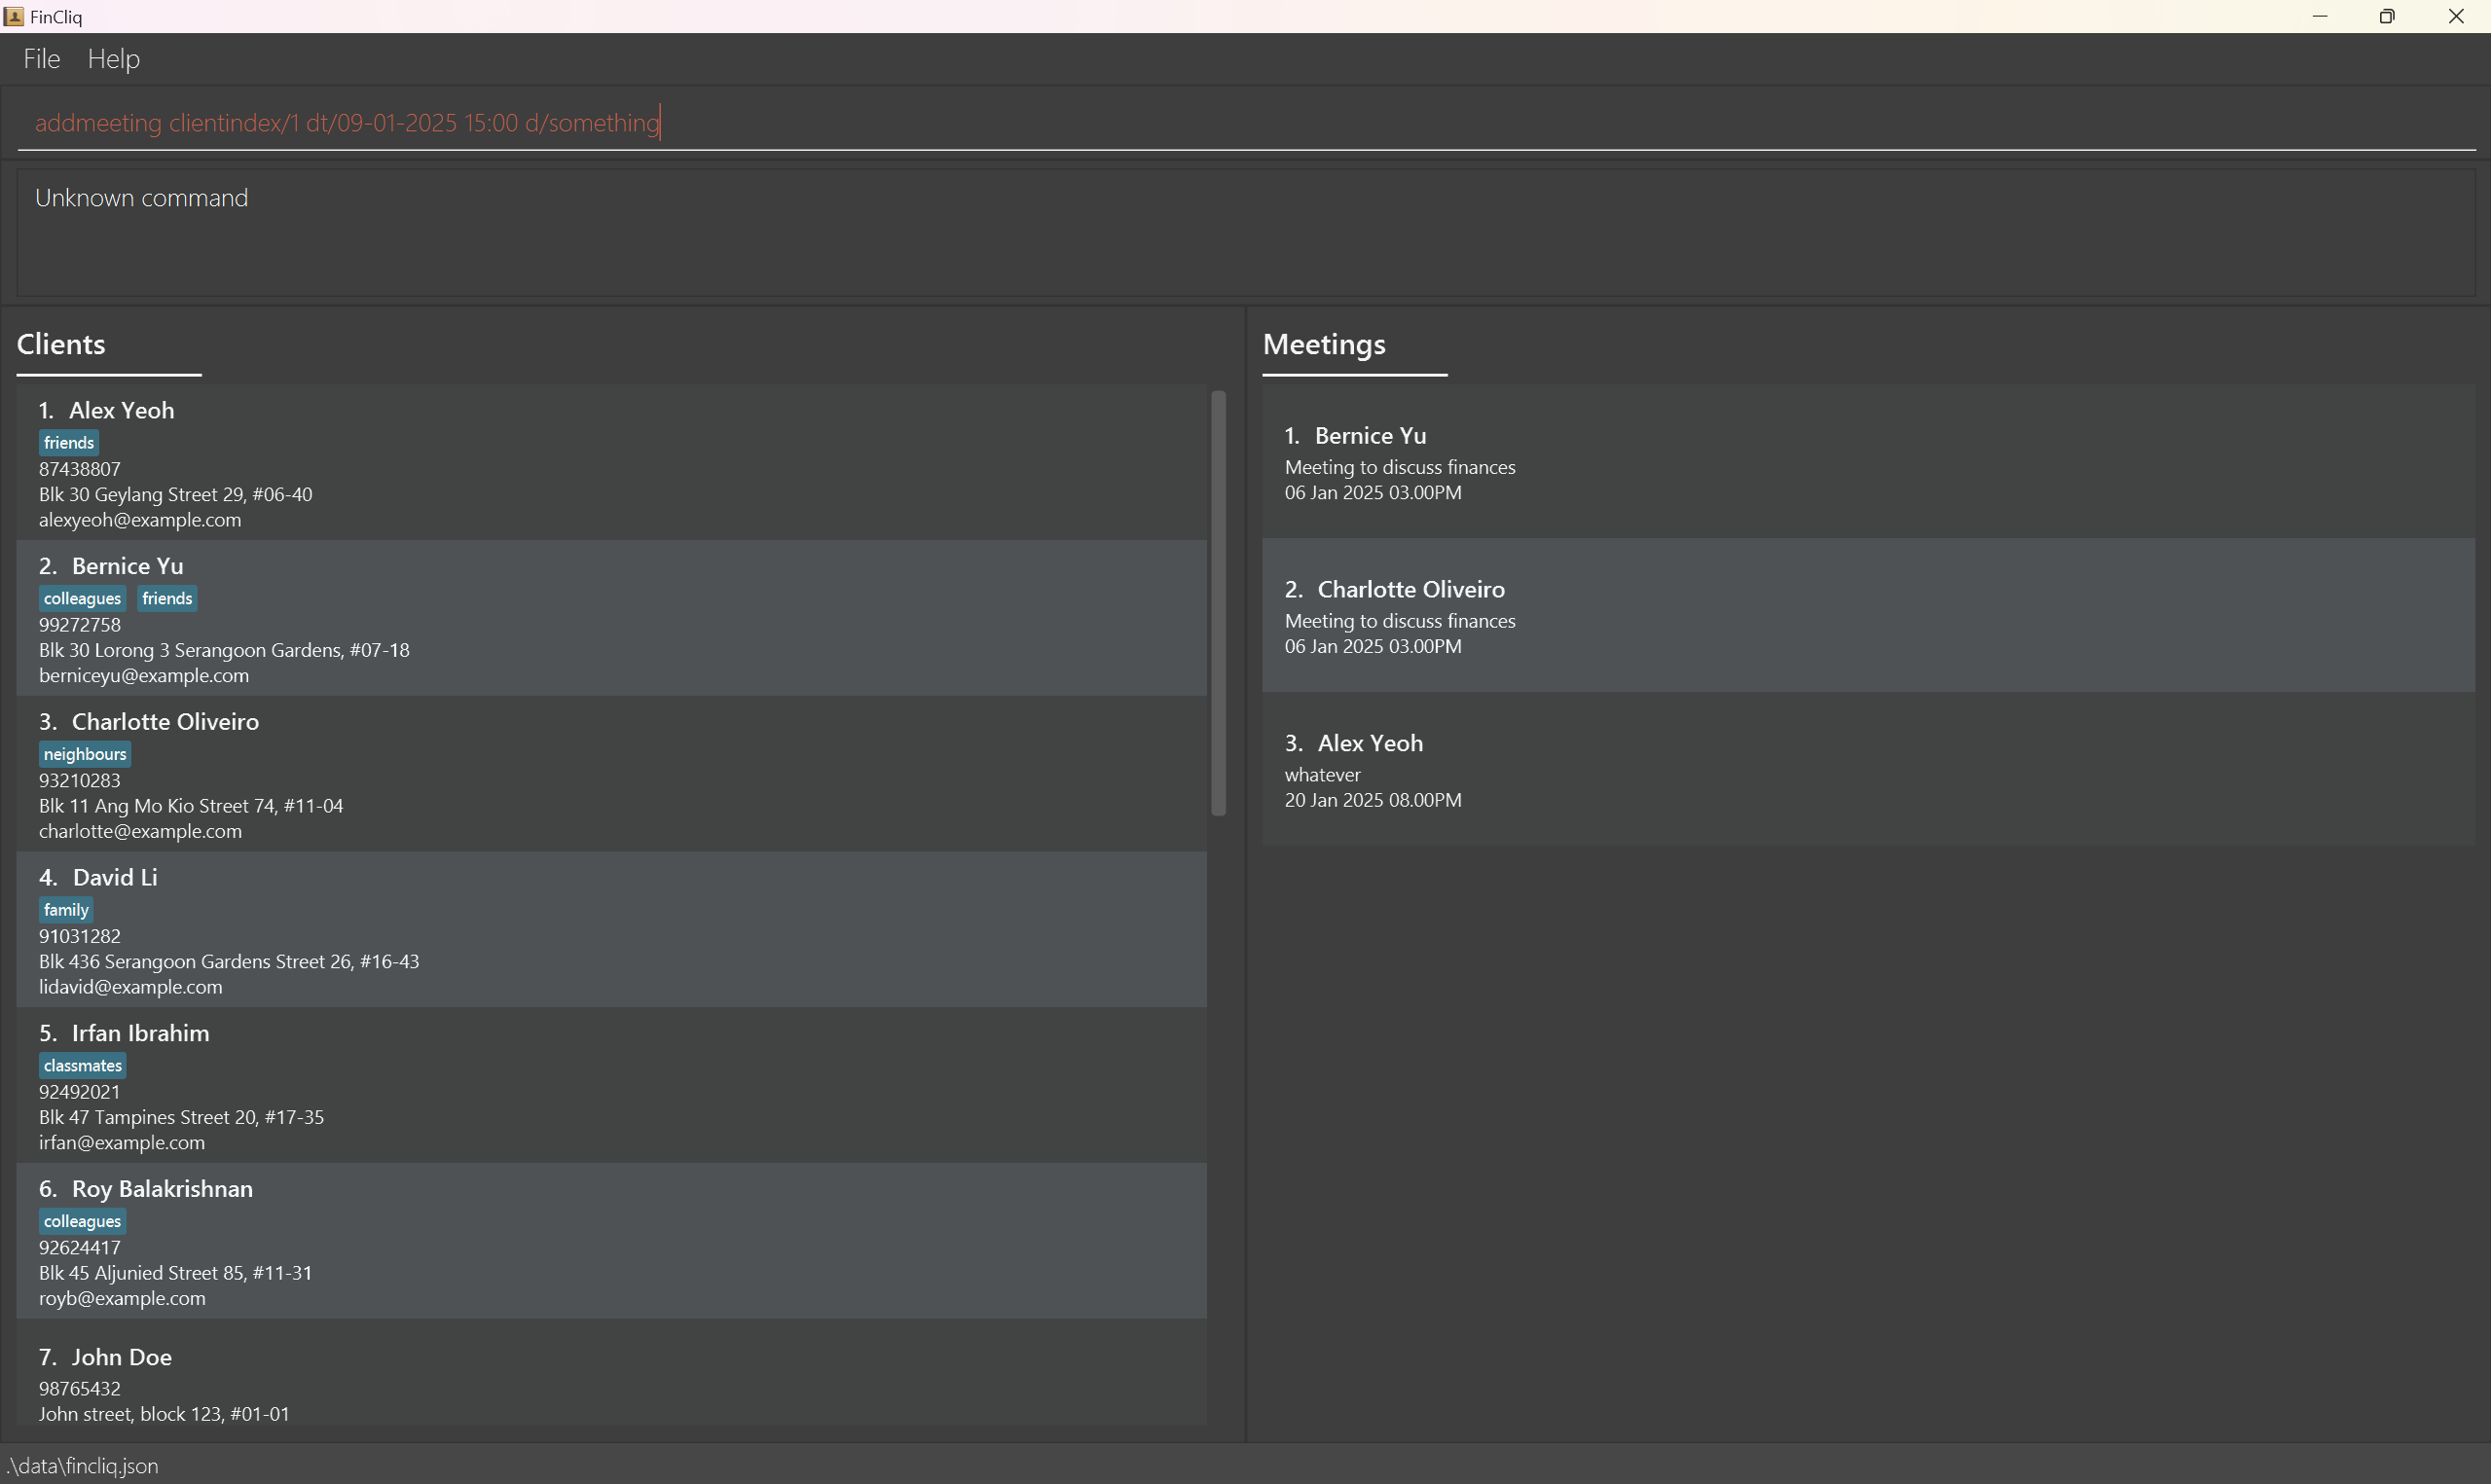 FinCliq
File Help
addmeeting clientindex/1 dt/09-01-2025 15:00 d/something
Unknown command
Clients
1. Alex Yeoh
friends
87438807
Blk 30 Geylang Street 29, #06-40
alexyeoh@example.com
2. Bernice Yu
colleagues friends
99272758
Blk 30 Lorong 3 Serangoon Gardens, #07-18
berniceyu@example.com
3. Charlotte Oliveiro
neighbours
93210283
Blk 11 Ang Mo Kio Street 74, #11-04
charlotte@example.com
4. David Li
family
91031282
Blk 436 Serangoon Gardens Street 26, #16-43
lidavid@example.com
5. Irfan Ibrahim
classmates
92492021
Blk 47 Tampines Street 20, #17-35
irfan@example.com
6. Roy Balakrishnan
colleagues
92624417
Blk 45 Aljunied Street 85, #11-31
royb@example.com
7. John Doe
98765432
John street, block 123, #01-01
Meetings
1. Bernice Yu
Meeting to discuss finances
06 Jan 2025 03.00PM
2. Charlotte Oliveiro
Meeting to discuss finances
06 Jan 2025 03.00PM
3. Alex Yeoh
whatever
20 Jan 2025 08.00PM
.\data\fincliq.json